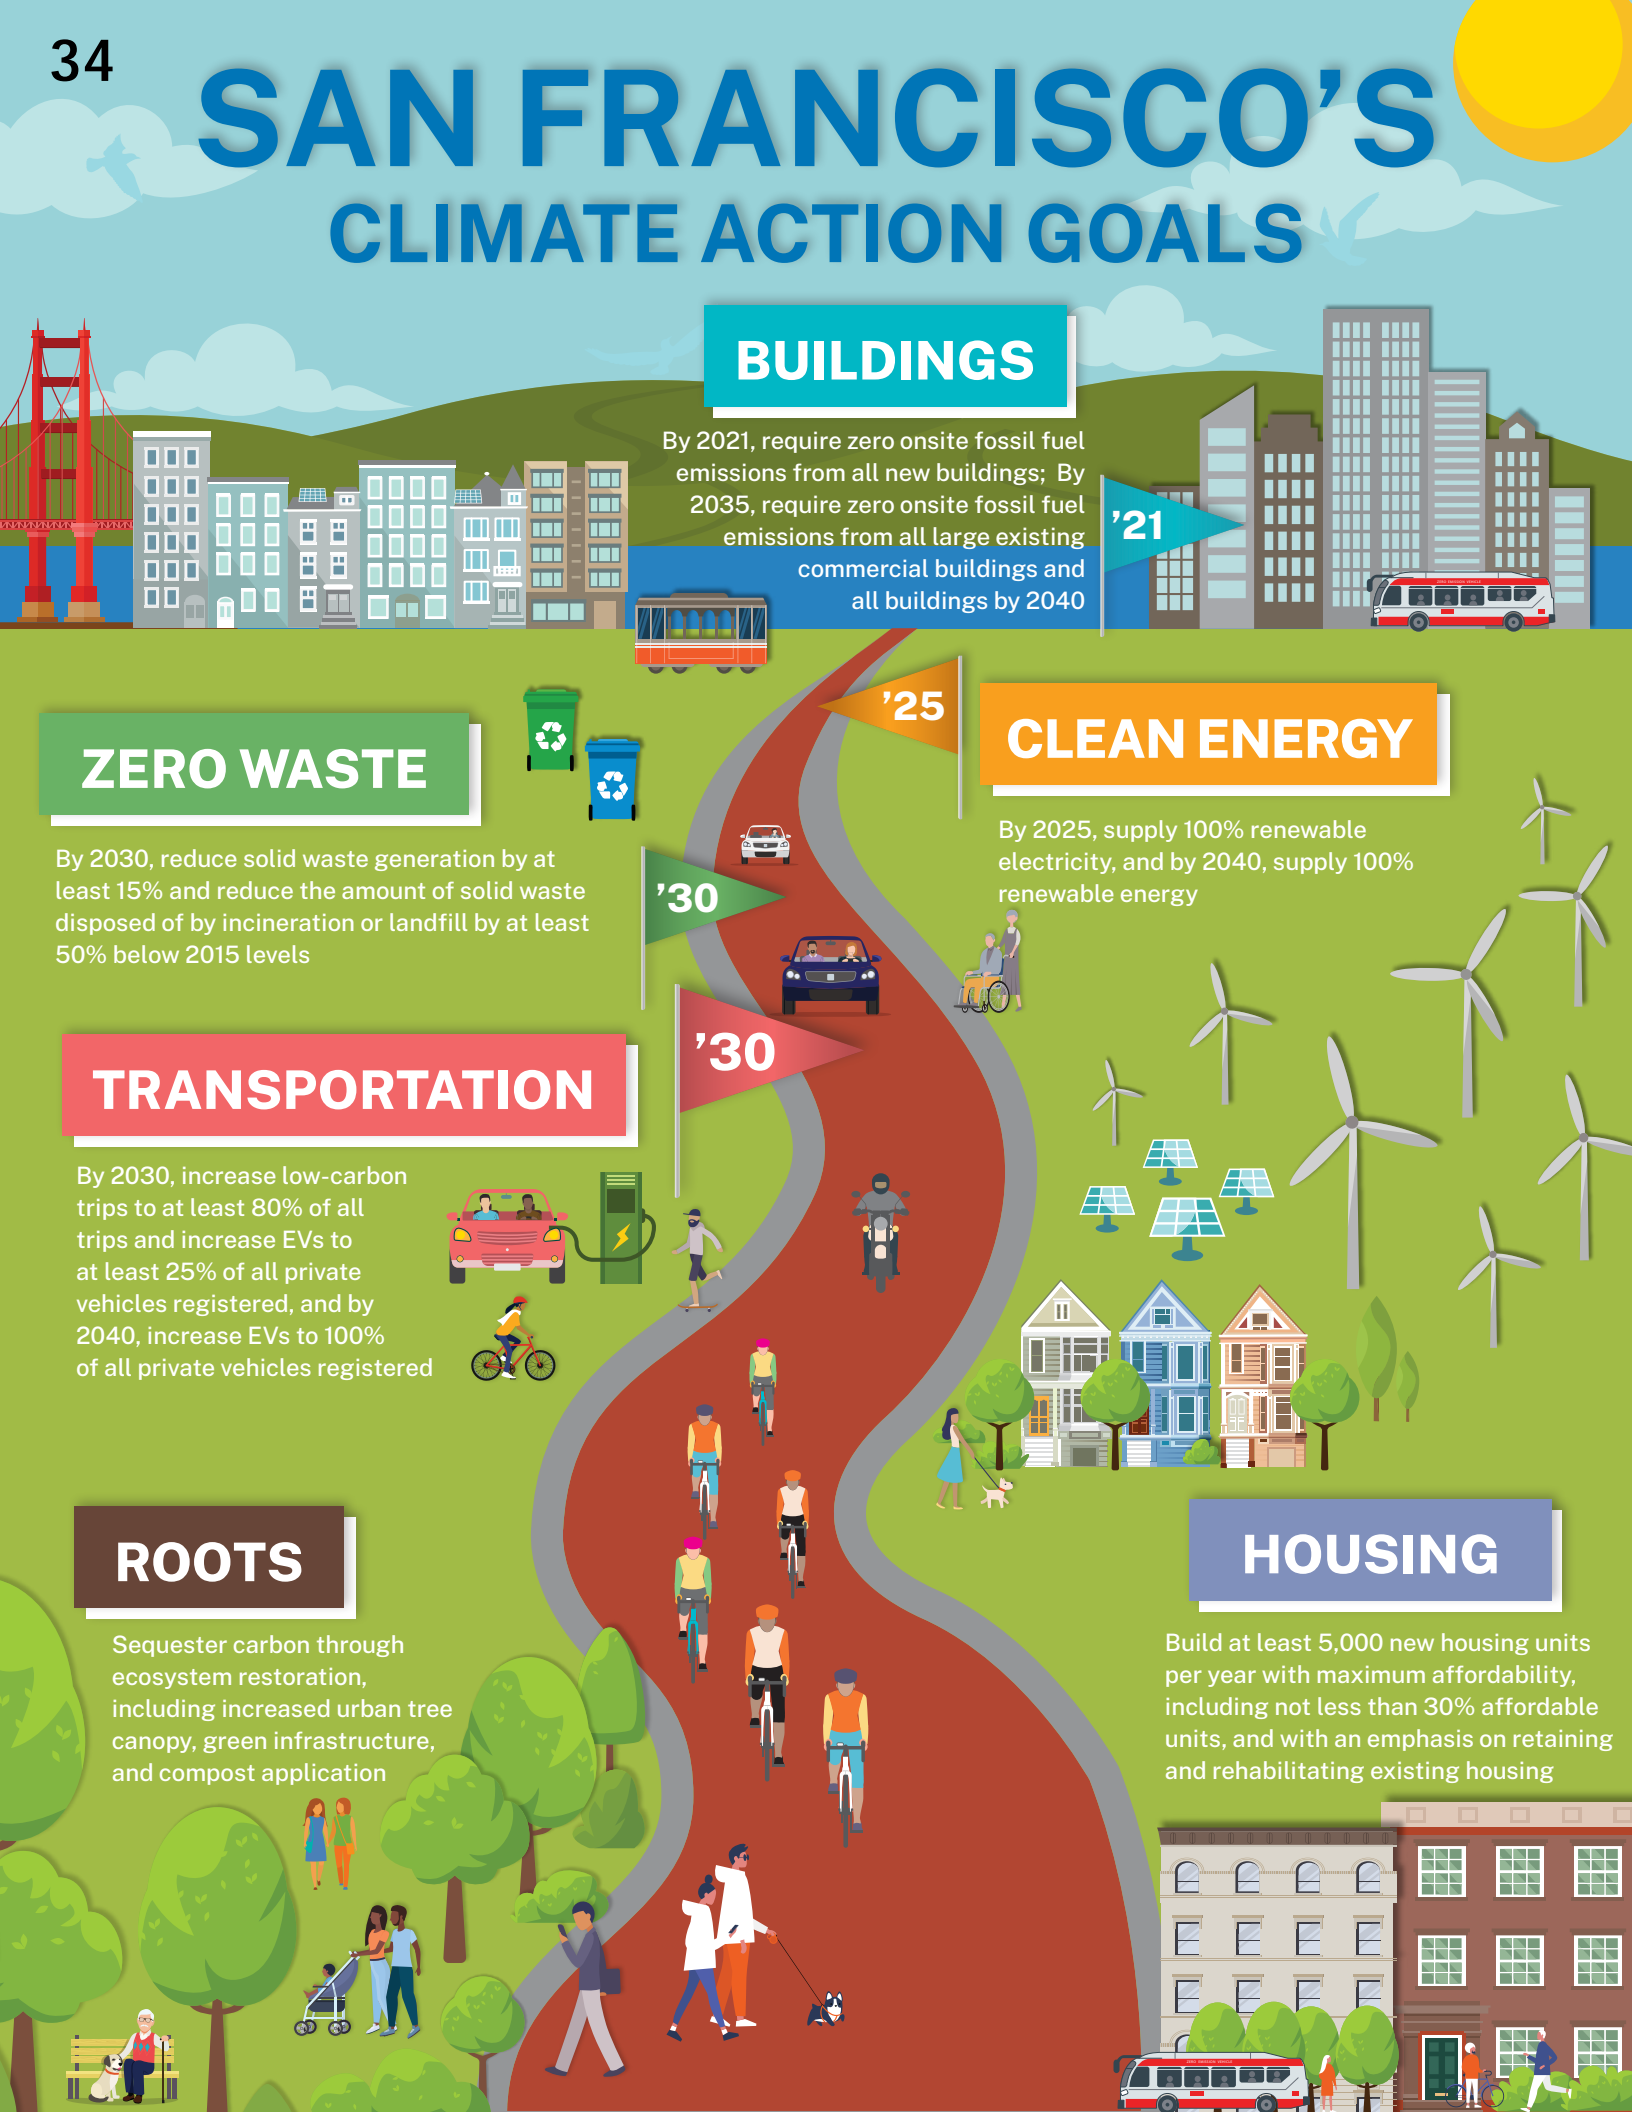 34
SAN FRANCISCO’S
CLIMATE ACTION GOALS
BUILDINGS
By 2021, require zero onsite fossil fuel
emissions from all new buildings;  By
2035, require zero onsite fossil fuel
emissions from all large existing
commercial buildings and
all buildings by 2040
’21
ZERO EMISSION VEHICLE
’25
CLEAN ENERGY
By 2025, supply 100% renewable
electricity, and by 2040, supply 100%
renewable energy
ZERO WASTE
By 2030, reduce solid waste generation by at
least 15% and reduce the amount of solid waste
disposed of by incineration or landfill by at least
50% below 2015 levels
’30
TRANSPORTATION
’30
By 2030, increase low-carbon
trips to at least 80% of all
trips and increase EVs to
at least 25% of all private
vehicles registered, and by
2040, increase EVs to 100%
of all private vehicles registered
ROOTS
Sequester carbon through
ecosystem restoration,
including increased urban tree
canopy, green infrastructure,
and compost application
HOUSING
Build at least 5,000 new housing units
per year with maximum affordability,
including not less than 30% affordable
units, and with an emphasis on retaining
and rehabilitating existing housing
ZERO EMISSION VEHICLE